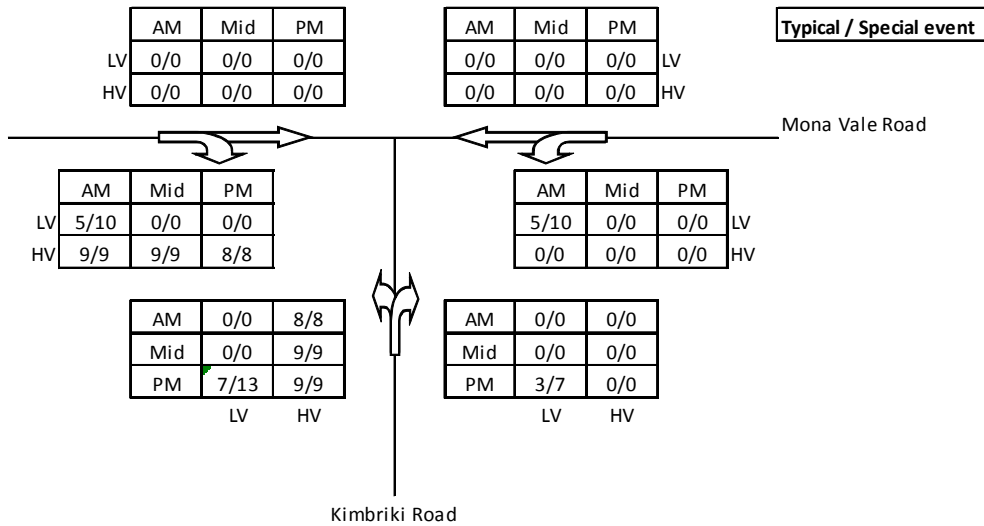 AM Mid PM
LV 0/0 0/0 0/0
HV 0/0 0/0 0/0
AM Mid PM
0/0 0/0 0/0 LV
0/0 0/0 0/0 HV
Typical / Special event
Mona Vale Road
AM Mid PM
LV 5/10 0/0 0/0
HV 9/9 9/9 8/8
AM Mid PM
5/10 0/0 0/0 LV
0/0 0/0 0/0 HV
AM 0/0 8/8
Mid 0/0 9/9
PM 7/13 9/9
LV HV
AM 0/0 0/0
Mid 0/0 0/0
PM 3/7 0/0
LV HV
Kimbriki Road